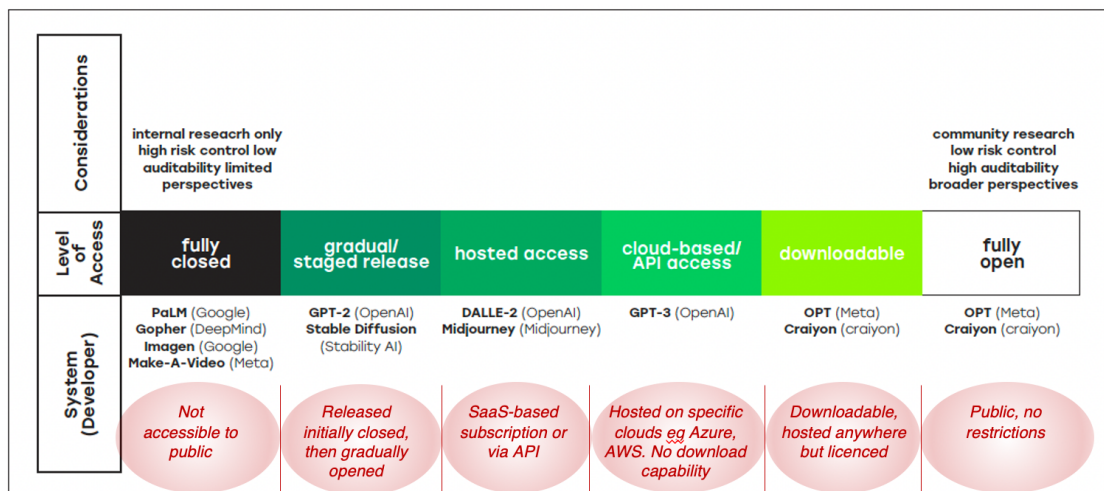 Considerations
internal reseacrh only
high risk control low
auditability limited
perspectives
community research
low risk control
high auditability
broader perspectives
Level
of
Access
fully
closed
gradual/
staged release
hosted access
cloud-based/
API access
downloadable
fully
open
System
(Developer)
PaLM (Google)
Gopher (DeepMind)
Imagen (Google)
Make-A-Video (Meta)
GPT-2 (OpenAI)
Stable Diffusion
(Stability AI)
DALLE-2 (OpenAI)
Midjourney (Midjourney)
GPT-3 (OpenAI)
OPT (Meta)
Craiyon (craiyon)
OPT (Meta)
Craiyon (craiyon)
Not
accessible to
public
Released
initially closed,
then gradually
opened
SaaS-based
subscription or
via API
Hosted on specific
clouds eg Azure,
AWS. No download
capability
Downloadable,
hosted anywhere
but licenced
Public, no
restrictions